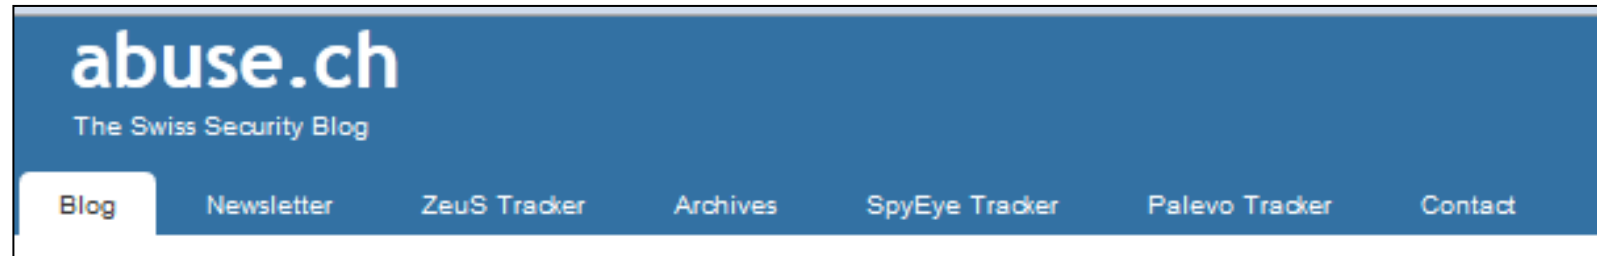 abuse.ch
The Swiss Security Blog
Blog Newsletter ZeuS Tracker Archives SpyEye Tracker Palevo Tracker Contact